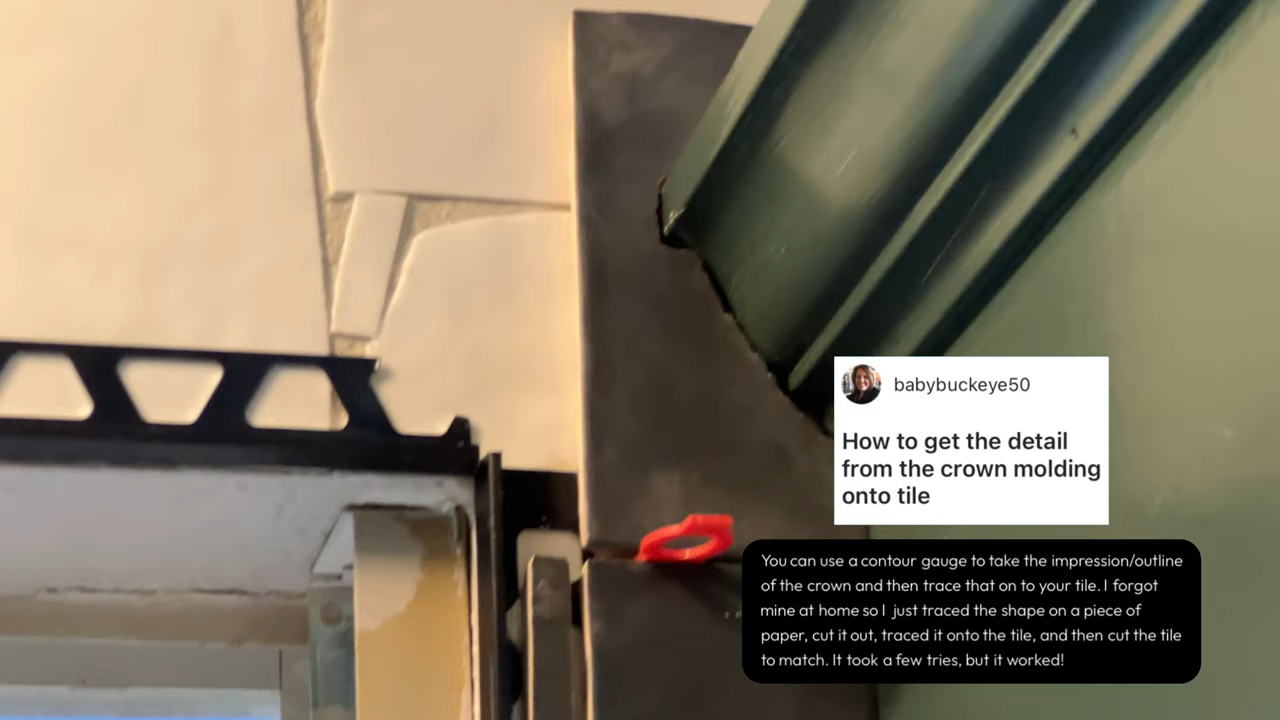 babybuckeye50
How to get the detail
from the crown molding
onto tile
You can use a contour gauge to take the impression/outline
of the crown and then trace that on to your tile. I forgot
mine at home so I just traced the shape on a piece of
paper, cut it out, traced it onto the tile, and then cut the tile
to match. It took a few tries, but it worked!